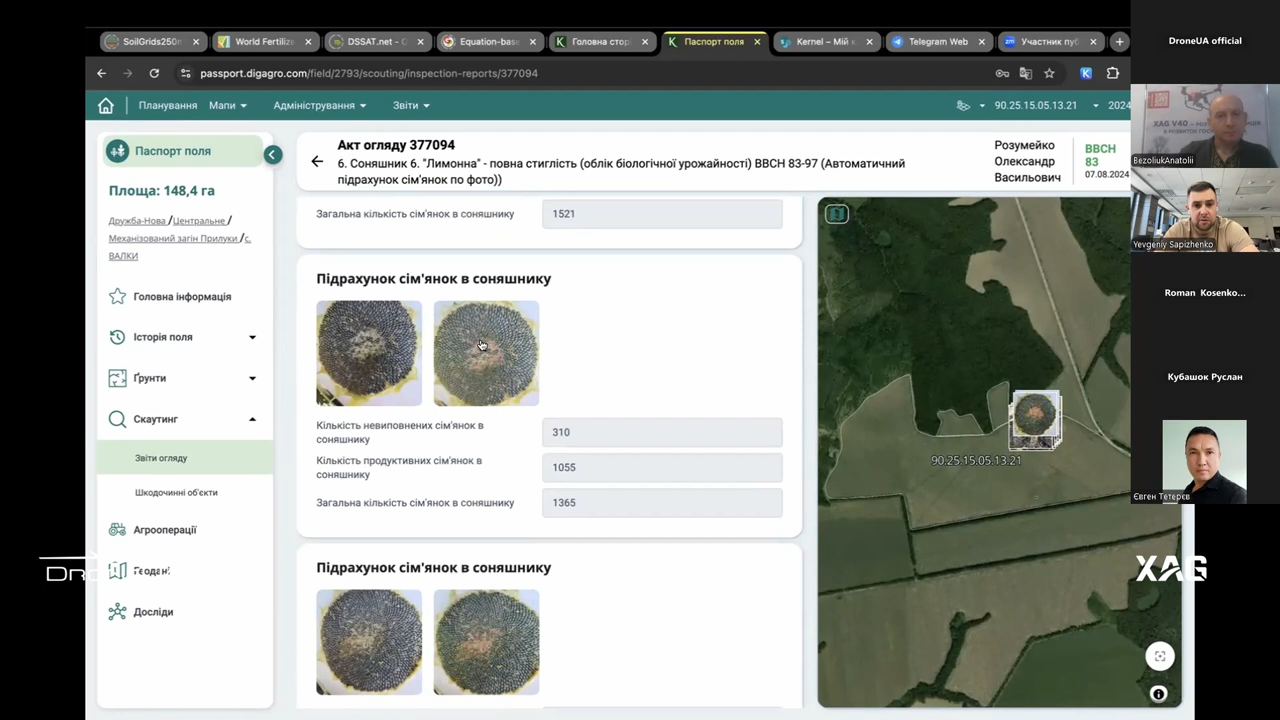 SoilGrids250m
World Fertiliz
DSSAT.net - O
Equation-base
Головна стор
Паспорт поля
Kernel – Мій к
Telegram Web
Участник пуб
passport.digagro.com/field/2793/scouting/inspection-reports/377094
Планування
Мапи
Адміністрування
Звіти
90.25.15.05.13.21
2024
Паспорт поля
Площа: 148,4 га
Дружба-Нова /Центральне /
Механізований загін Прилуки /с.
ВАЛКИ
Головна інформація
Історія поля
Ґрунти
Скаутинг
Звіти огляду
Шкодочинні об'єкти
Агрооперації
Геодані
Досліди
Акт огляду 377094
6. Соняшник 6. "Лимонна" - повна стиглість (облік біологічної урожайності) BBCH 83-97 (Автоматичний
підрахунок сім'янок по фото))
Розумейко
Олександр
Васильович
BBCH
83
07.08.2024
Загальна кількість сім'янок в соняшнику
1521
Підрахунок сім'янок в соняшнику
Кількість невиповнених сім'янок в
соняшнику
310
Кількість продуктивних сім'янок в
соняшнику
1055
Загальна кількість сім'янок в соняшнику
1365
Підрахунок сім'янок в соняшнику
90.25.15.05.13.21
DroneUA official
XAG V40
BezoliukAnatolii
Yevgeniy Sapizhenko
Roman Kosenko...
Кубашок Руслан
Євген Тетерєв
XAG